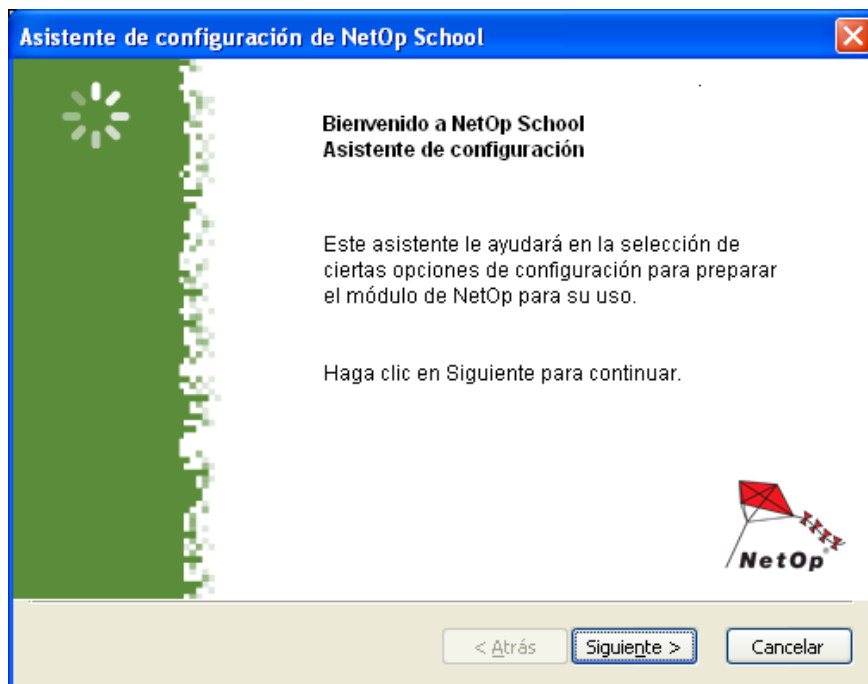 Asistente de configuración de NetOp School
Bienvenido a NetOp School
Asistente de configuración
Este asistente le ayudará en la selección de
ciertas opciones de configuración para preparar
el módulo de NetOp para su uso.
Haga clic en Siguiente para continuar.
NetOp®
< Atrás Siguiente > Cancelar